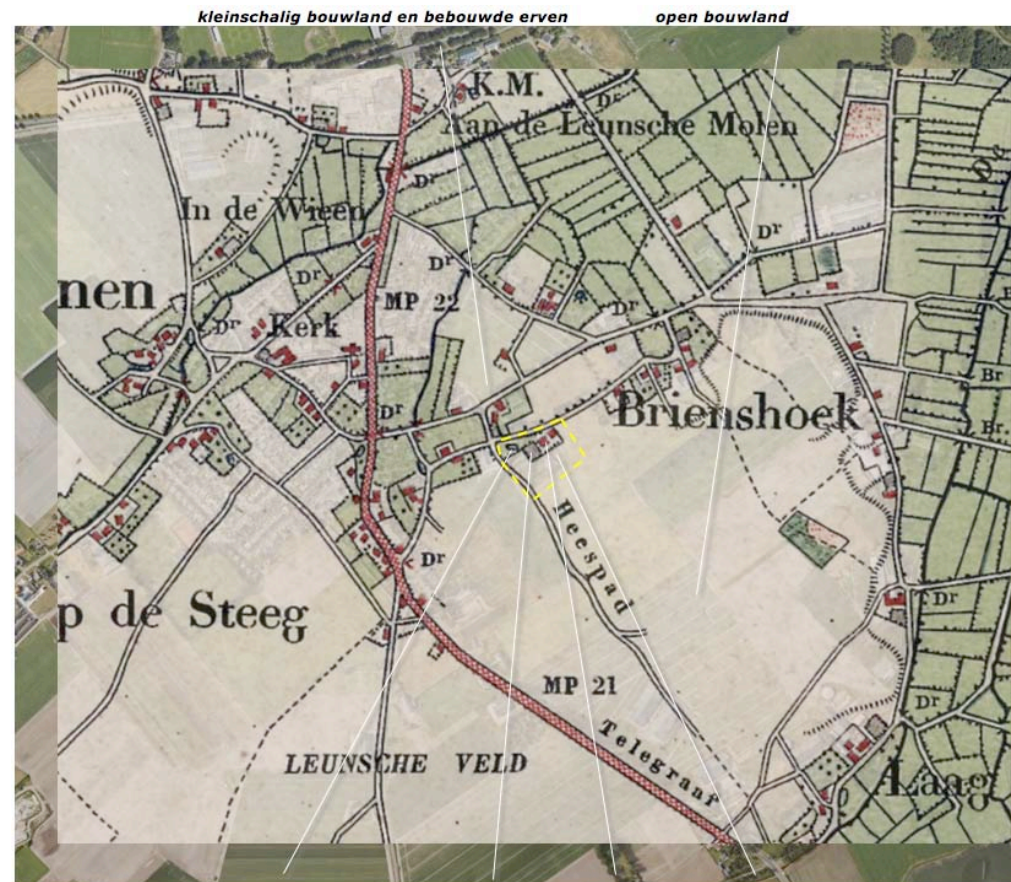 kleinschalig bouwland en bebouwde erven open bouwland
K.M.
Aan de Leunsche Molen
Dr
Dr
In de Wieen
Dr
Dr
Dr
nen
MP 22
Dr
Kerk
Dr
Dr
Brienshoek
Br
Br
Heespad
Dr
Dr
p de Steeg
MP 21
Dr
Telegraaf
LEUNSCHE VELD
Laag